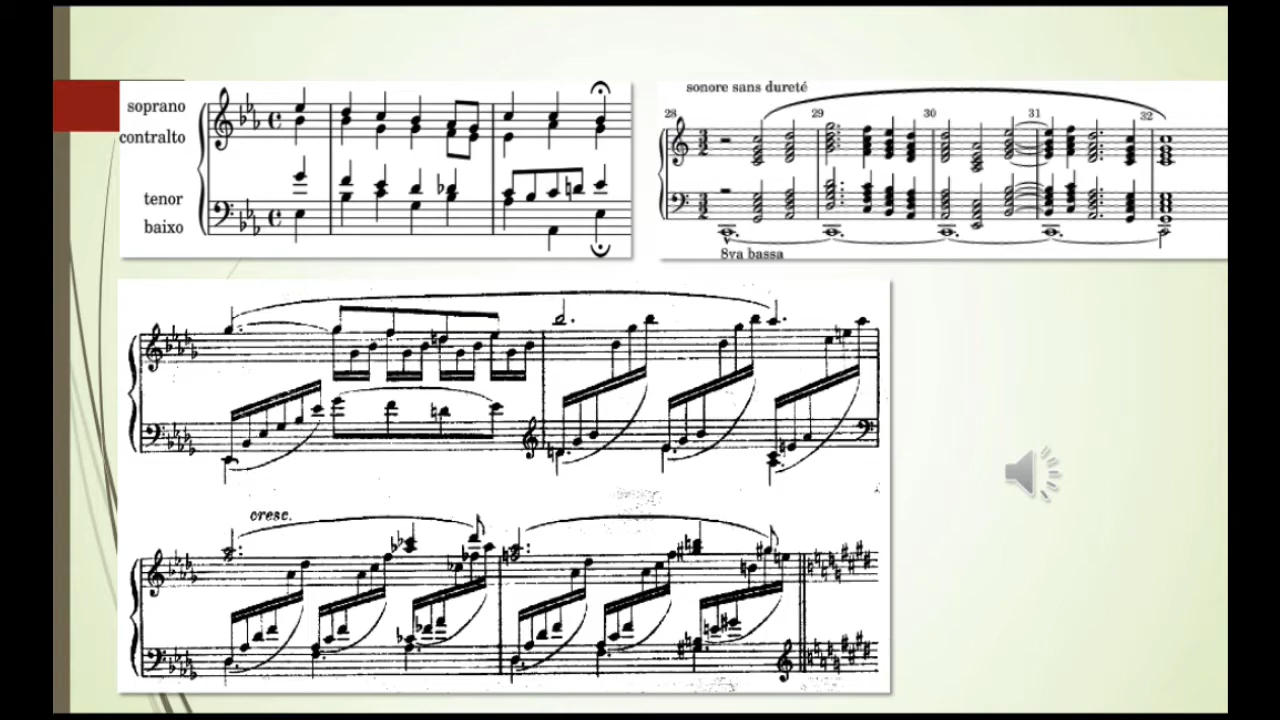 soprano
contralto
tenor
baixo
sonore sans dureté
28 29 30 31 32
8va bassa
cresc.